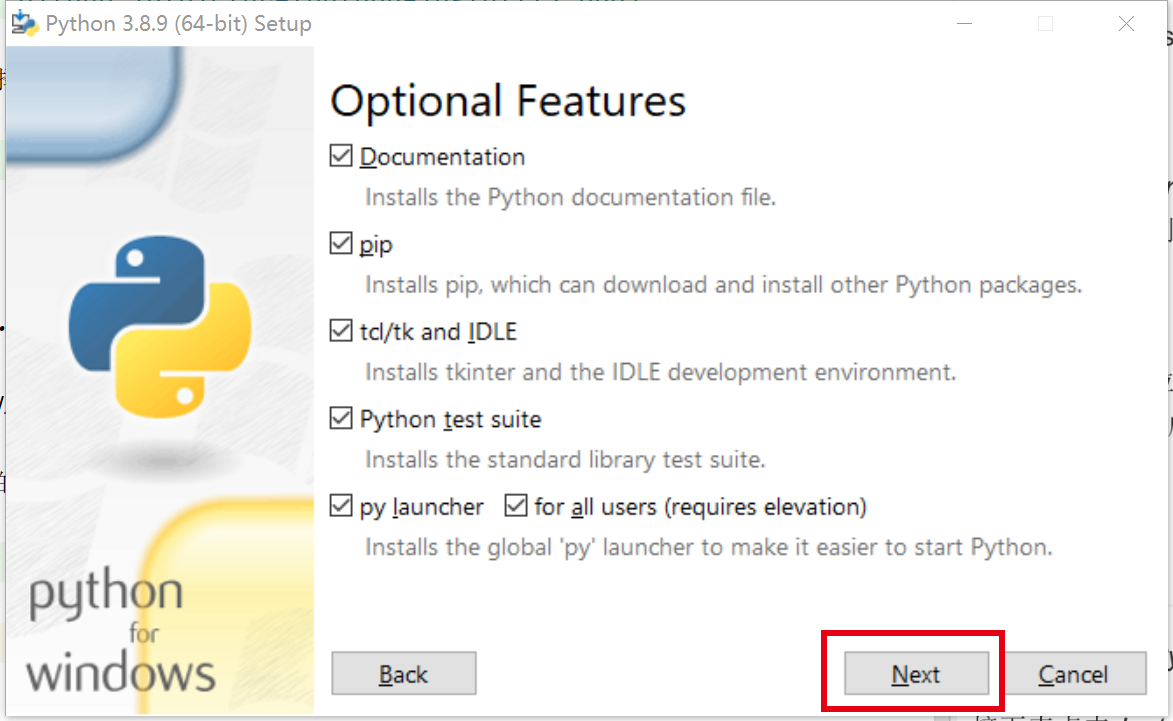 Python 3.8.9 (64-bit) Setup
Optional Features
Documentation
Installs the Python documentation file.
pip
Installs pip, which can download and install other Python packages.
tcl/tk and IDLE
Installs tkinter and the IDLE development environment.
Python test suite
Installs the standard library test suite.
py launcher for all users (requires elevation)
Installs the global 'py' launcher to make it easier to start Python.
python
for
windows
Back Next Cancel